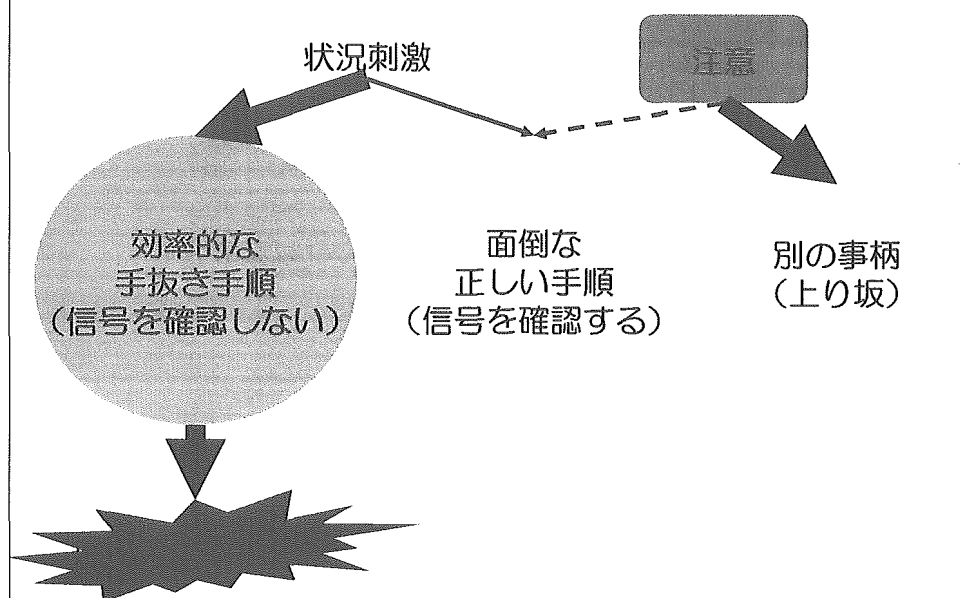 状況刺激
注意
効率的な
手抜き手順
（信号を確認しない）
面倒な
正しい手順
（信号を確認する）
別の事柄
（上り坂）